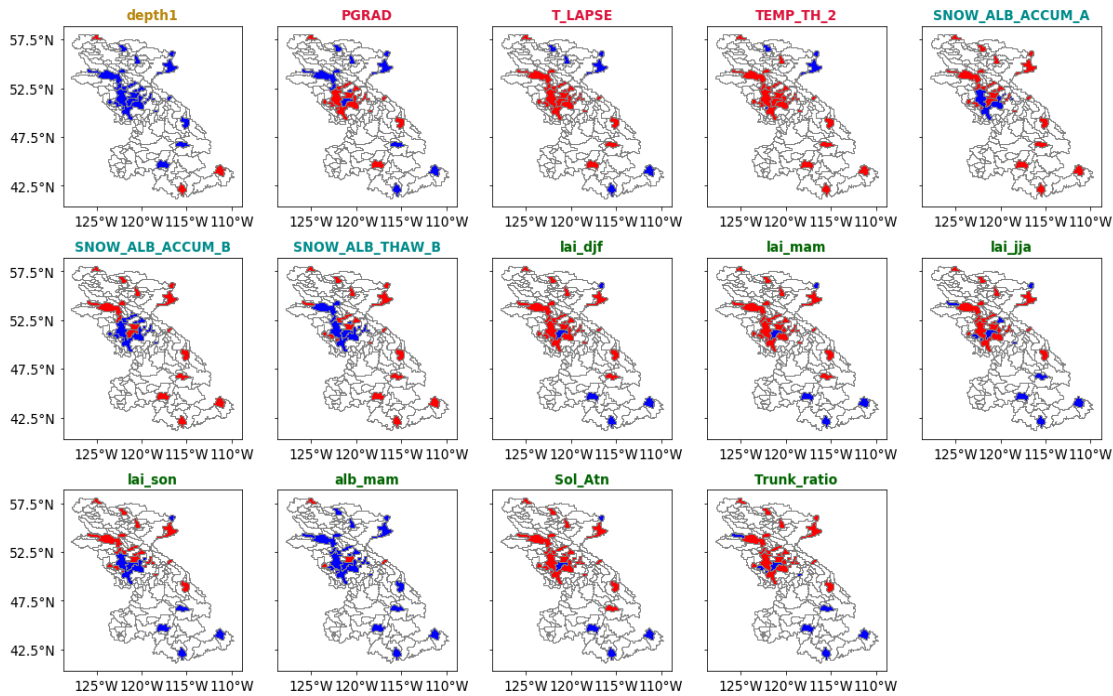 depth1 PGRAD T_LAPSE TEMP_TH_2 SNOW_ALB_ACCUM_A
57.5°N
52.5°N
47.5°N
42.5°N
125°W 120°W 115°W 110°W 125°W 120°W 115°W 110°W 125°W 120°W 115°W 110°W 125°W 120°W 115°W 110°W 125°W 120°W 115°W 110°W
SNOW_ALB_ACCUM_B SNOW_ALB_THAW_B lai_djf lai_mam lai_jja
57.5°N
52.5°N
47.5°N
42.5°N
125°W 120°W 115°W 110°W 125°W 120°W 115°W 110°W 125°W 120°W 115°W 110°W 125°W 120°W 115°W 110°W 125°W 120°W 115°W 110°W
lai_son alb_mam Sol_Atn Trunk_ratio
57.5°N
52.5°N
47.5°N
42.5°N
125°W 120°W 115°W 110°W 125°W 120°W 115°W 110°W 125°W 120°W 115°W 110°W 125°W 120°W 115°W 110°W